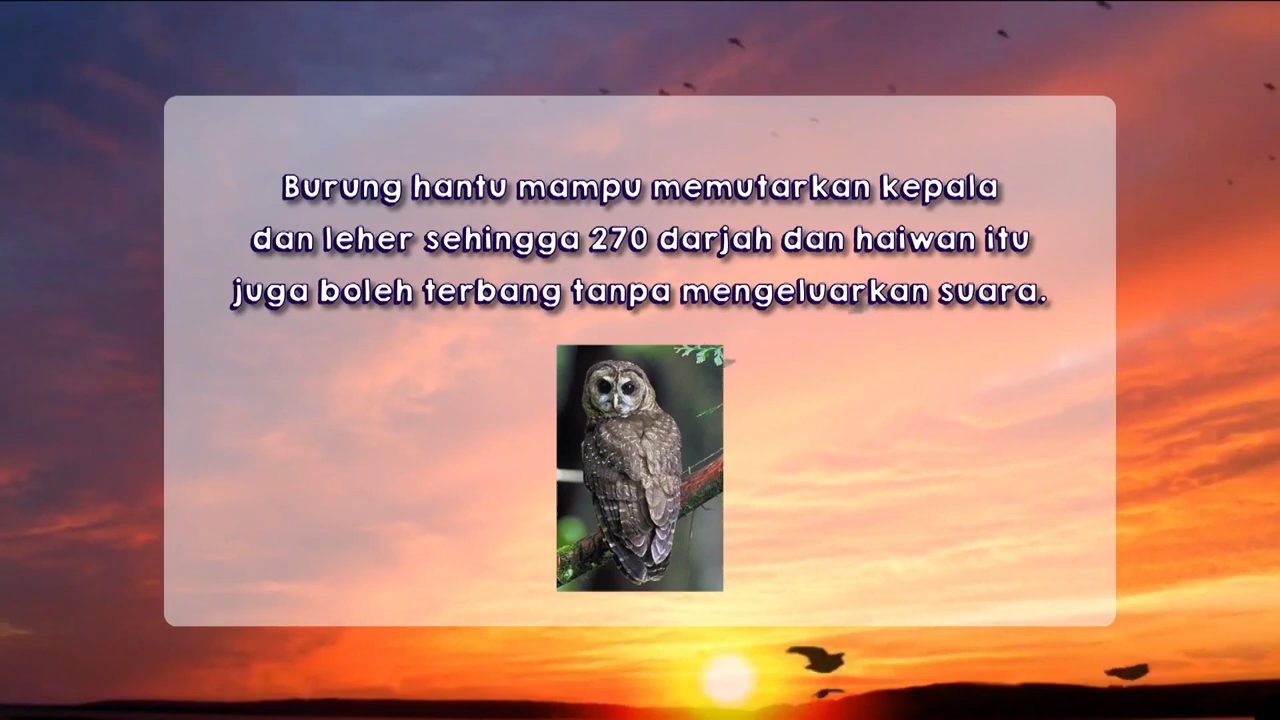 Burung hantu mampu memutarkan kepala
dan leher sehingga 270 darjah dan haiwan itu
juga boleh terbang tanpa mengeluarkan suara.